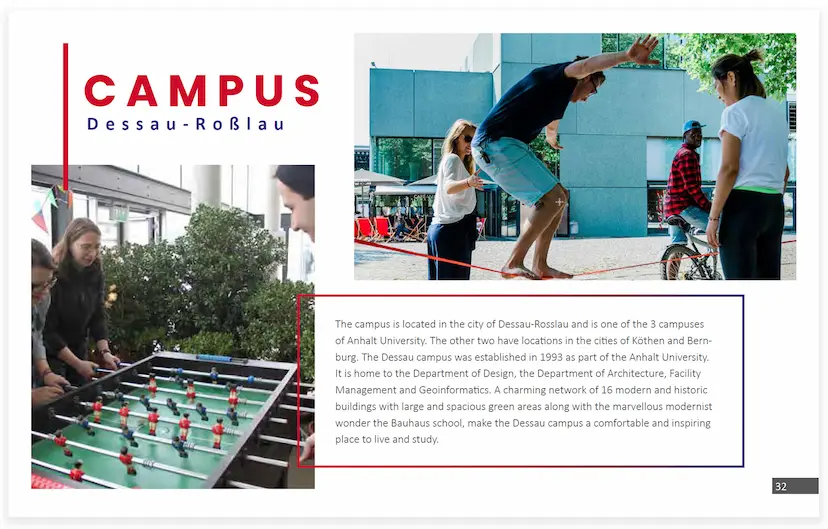 CAMPUS
Dessau-Roßlau
The campus is located in the city of Dessau-Rosslau and is one of the 3 campuses
of Anhalt University. The other two have locations in the cities of Köthen and Bern-
burg. The Dessau campus was established in 1993 as part of the Anhalt University.
It is home to the Department of Design, the Department of Architecture, Facility
Management and Geoinformatics. A charming network of 16 modern and historic
buildings with large and spacious green areas along with the marvellous modernist
wonder the Bauhaus school, make the Dessau campus a comfortable and inspiring
place to live and study.
32